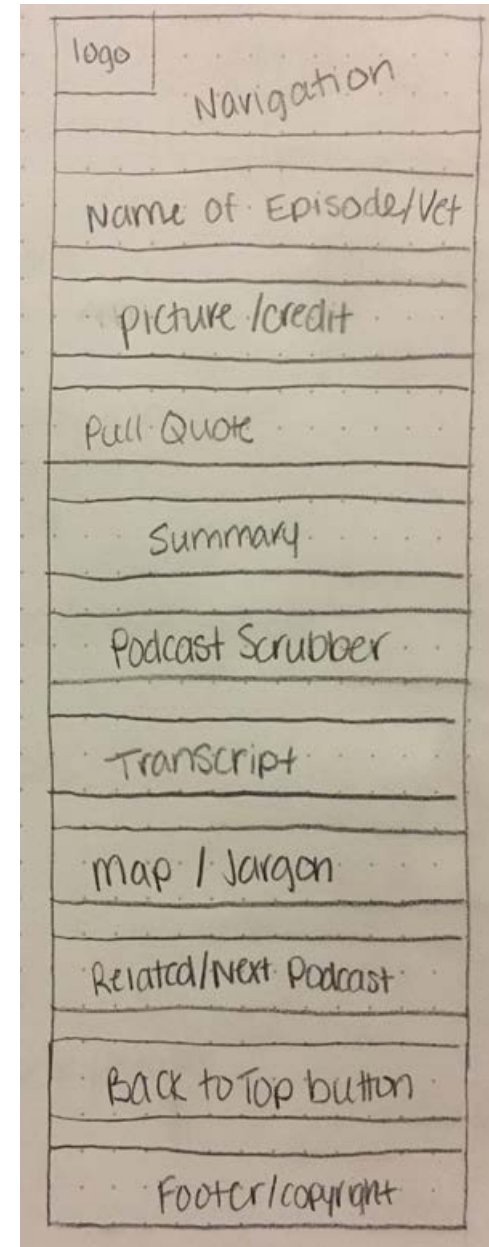 logo
Navigation
Name of Episode/Vet
picture/credit
Pull Quote
Summary
Podcast Scrubber
Transcript
Map / Jargon
Related/Next Podcast
Back to Top button
Footer/copyright